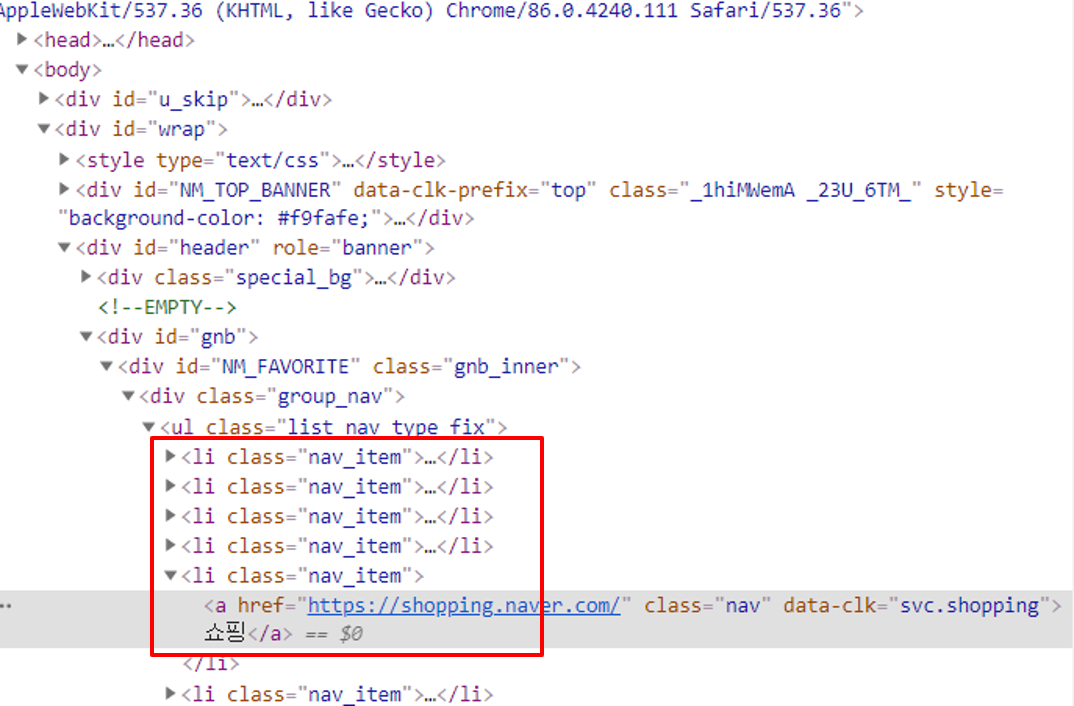 AppleWebKit/537.36 (KHTML, like Gecko) Chrome/86.0.4240.111 Safari/537.36">
▶<head>…</head>
▼<body>
▶<div id="u_skip">…</div>
▼<div id="wrap">
▶<style type="text/css">…</style>
▶<div id="NM_TOP_BANNER" data-clk-prefix="top" class="_1hiMWemA _23U_6TM_" style=
"background-color: #f9fafe;">…</div>
▼<div id="header" role="banner">
▶<div class="special_bg">…</div>
<!--EMPTY-->
▼<div id="gnb">
▼<div id="NM_FAVORITE" class="gnb_inner">
▼<div class="group_nav">
▼<ul class="list_nav type_fix">
▶<li class="nav_item">…</li>
▶<li class="nav_item">…</li>
▶<li class="nav_item">…</li>
▶<li class="nav_item">…</li>
▼<li class="nav_item">
<a href="https://shopping.naver.com/" class="nav" data-clk="svc.shopping">
쇼핑</a> == $0
</li>
▶<li class="nav_item">…</li>